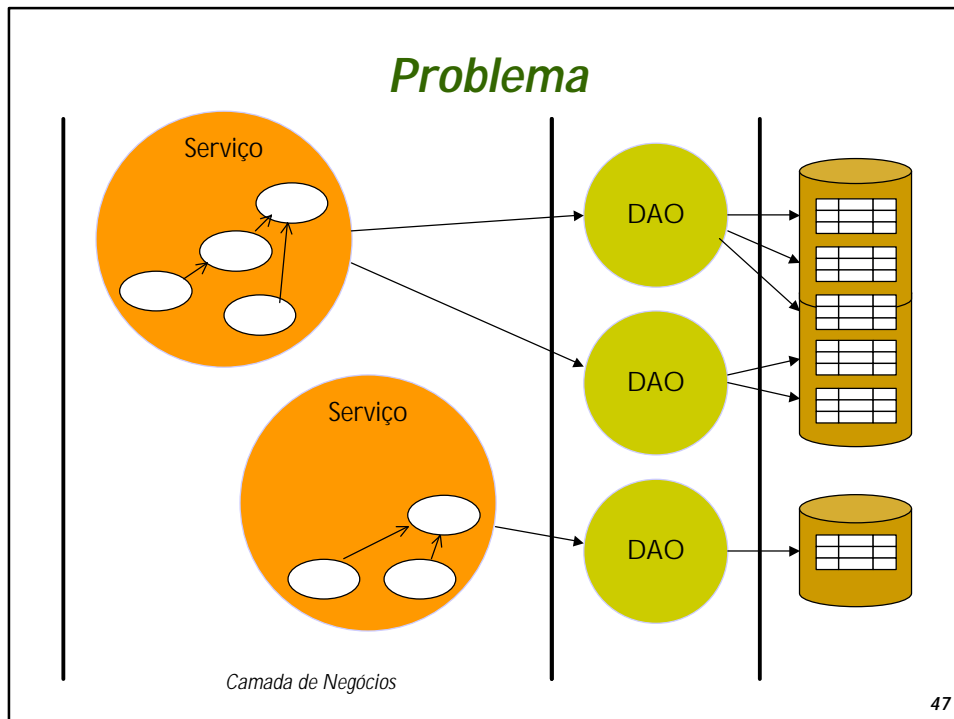 Problema
Serviço
DAO
DAO
Serviço
DAO
Camada de Negócios
47